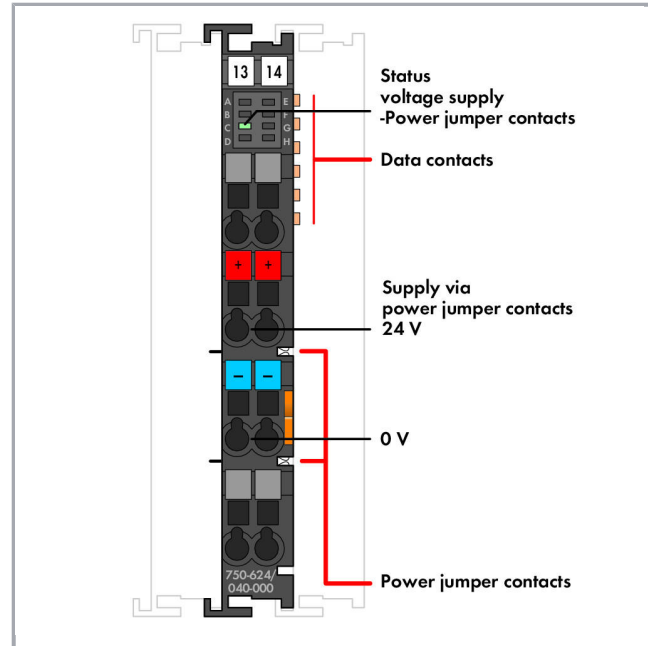 13 14
A E
B F
C G
D H
Status
voltage supply
-Power jumper contacts
Data contacts
+ +
Supply via
power jumper contacts
24 V
- -
0 V
750-624/
040-000
Power jumper contacts